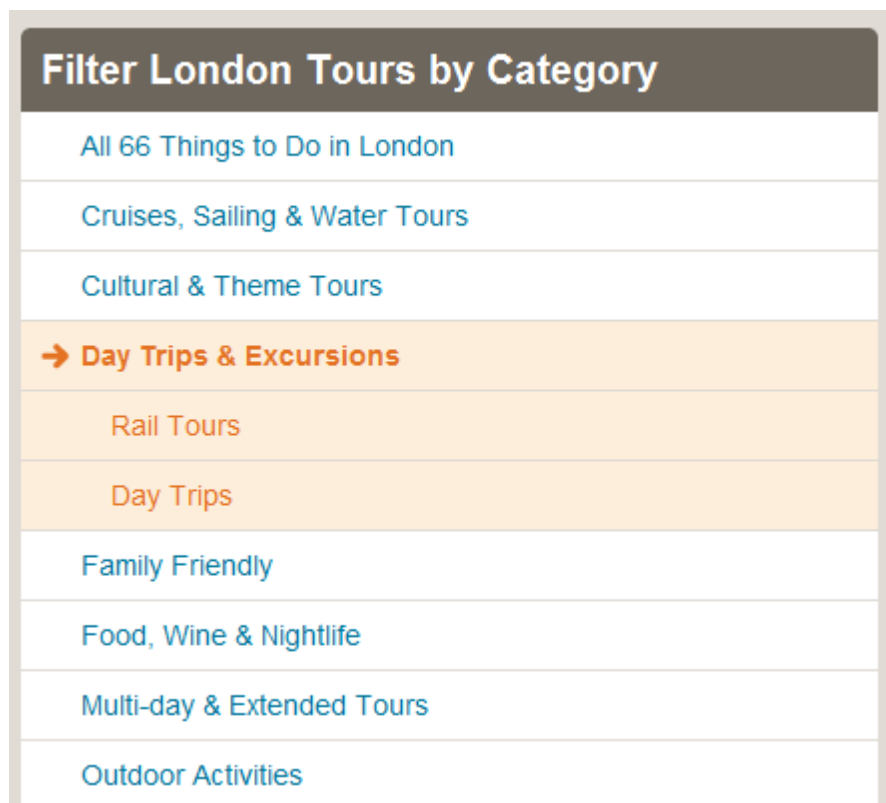 Filter London Tours by Category
All 66 Things to Do in London
Cruises, Sailing & Water Tours
Cultural & Theme Tours
Day Trips & Excursions
Rail Tours
Day Trips
Family Friendly
Food, Wine & Nightlife
Multi-day & Extended Tours
Outdoor Activities